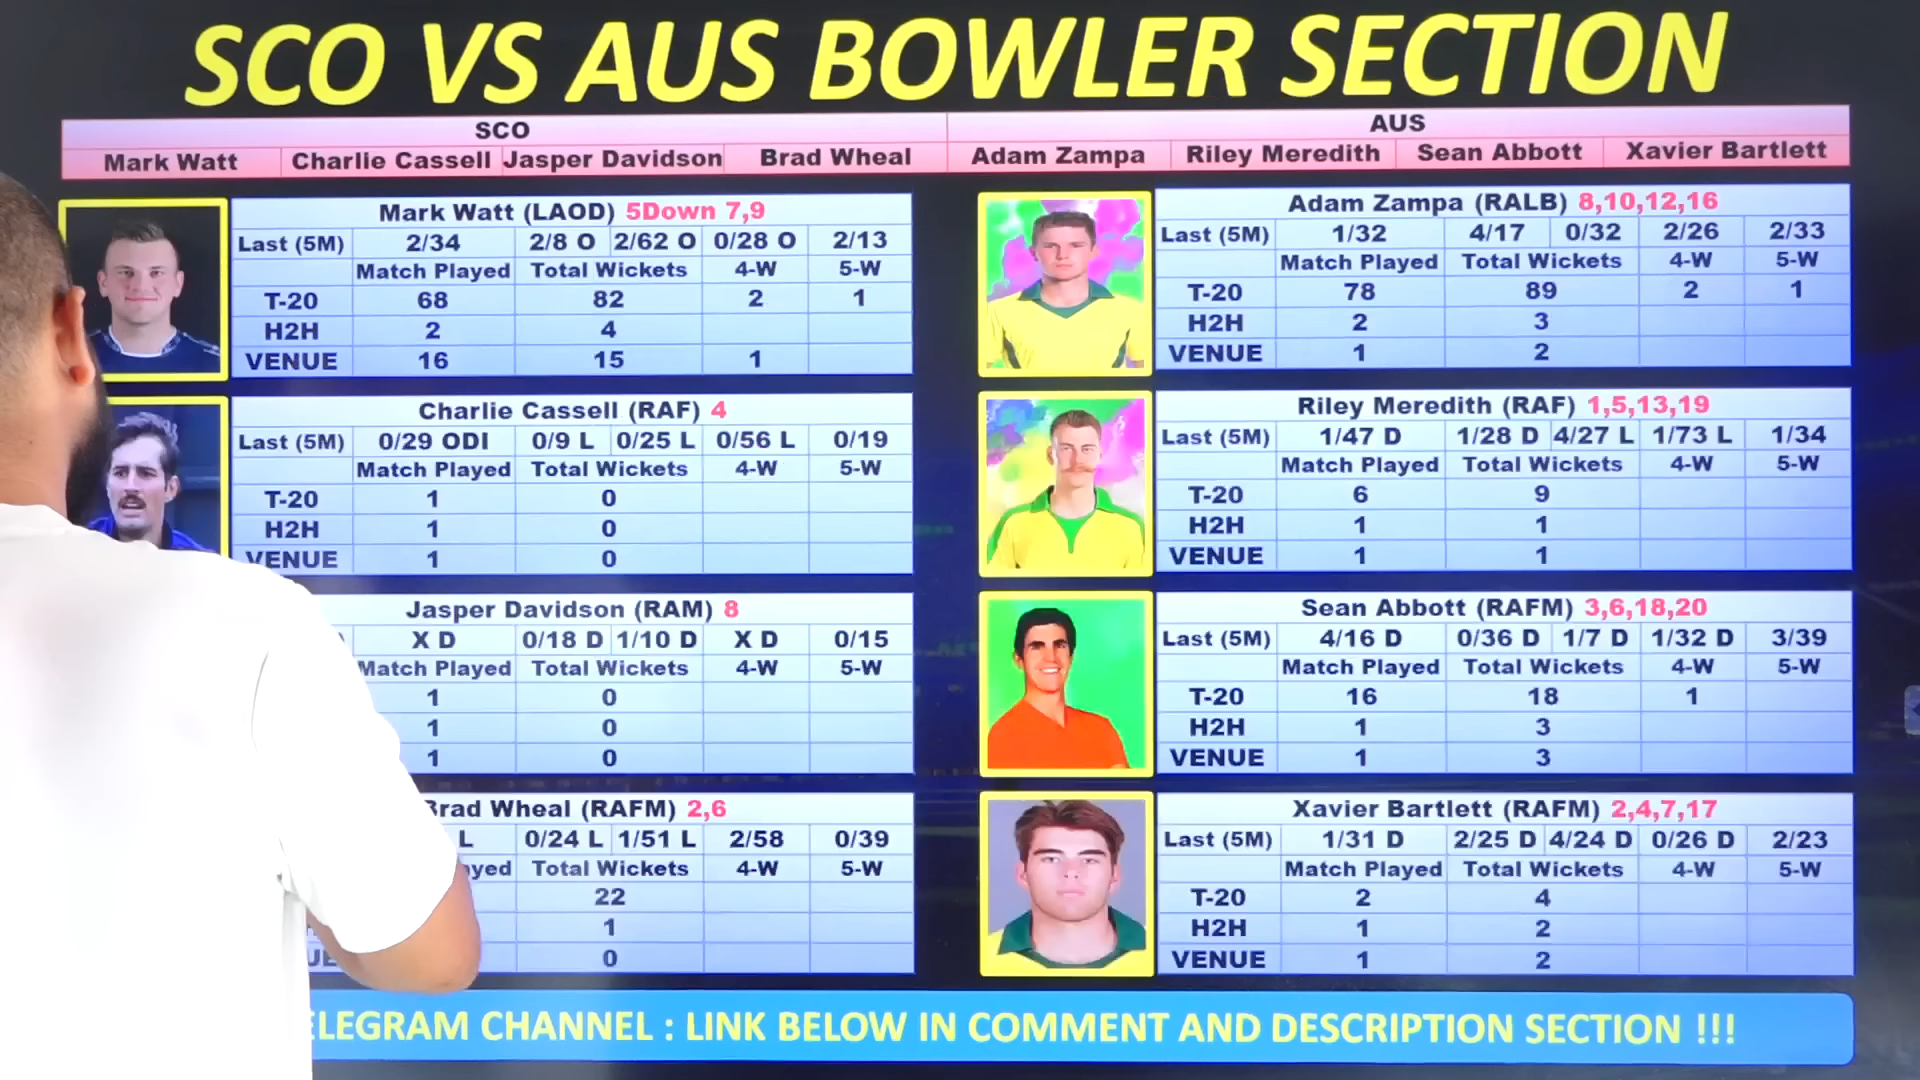 SCO VS AUS BOWLER SECTION
SCO
AUS
Mark Watt Charlie Cassell Jasper Davidson Brad Wheal
Adam Zampa Riley Meredith Sean Abbott Xavier Bartlett
Mark Watt (LAOD) 5Down 7,9
Last (5M) 2/34 2/8 O 2/62 O 0/28 O 2/13
Match Played Total Wickets 4-W 5-W
T-20 68 82 2 1
H2H 2 4
VENUE 16 15 1
Charlie Cassell (RAF) 4
Last (5M) 0/29 ODI 0/9 L 0/25 L 0/56 L 0/19
Match Played Total Wickets 4-W 5-W
T-20 1 0
H2H 1 0
VENUE 1 0
Jasper Davidson (RAM) 8
X D 0/18 D 1/10 D X D 0/15
Match Played Total Wickets 4-W 5-W
1 0
1 0
1 0
Brad Wheal (RAFM) 2,6
L 0/24 L 1/51 L 2/58 0/39
Total Wickets 4-W 5-W
22
1
0
Adam Zampa (RALB) 8,10,12,16
Last (5M) 1/32 4/17 0/32 2/26 2/33
Match Played Total Wickets 4-W 5-W
T-20 78 89 2 1
H2H 2 3
VENUE 1 2
Riley Meredith (RAF) 1,5,13,19
Last (5M) 1/47 D 1/28 D 4/27 L 1/73 L 1/34
Match Played Total Wickets 4-W 5-W
T-20 6 9
H2H 1 1
VENUE 1 1
Sean Abbott (RAFM) 3,6,18,20
Last (5M) 4/16 D 0/36 D 1/7 D 1/32 D 3/39
Match Played Total Wickets 4-W 5-W
T-20 16 18 1
H2H 1 3
VENUE 1 3
Xavier Bartlett (RAFM) 2,4,7,17
Last (5M) 1/31 D 2/25 D 4/24 D 0/26 D 2/23
Match Played Total Wickets 4-W 5-W
T-20 2 4
H2H 1 2
VENUE 1 2
ELEGRAM CHANNEL : LINK BELOW IN COMMENT AND DESCRIPTION SECTION !!!